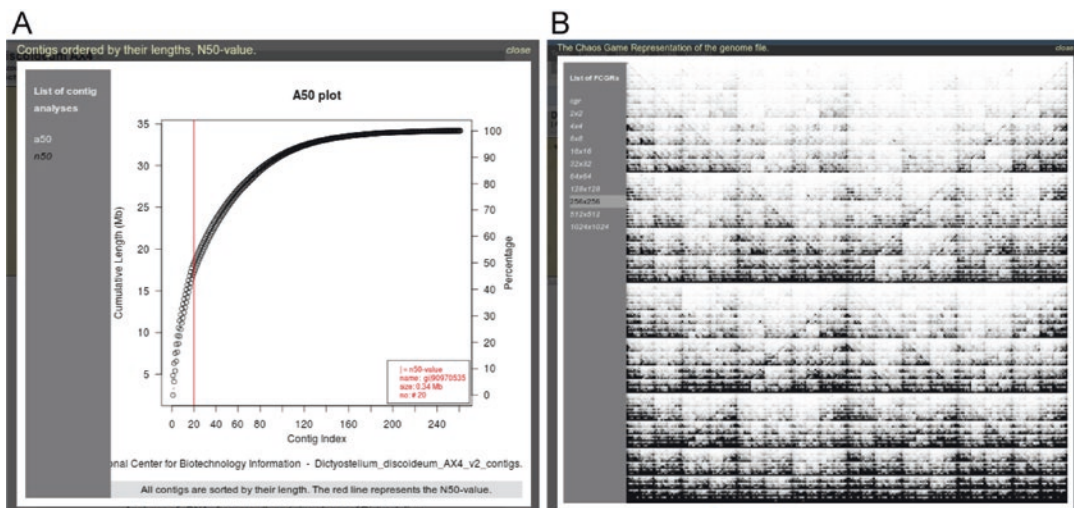 A
Contigs ordered by their lengths, N50-value.
close
scoideum AX4
List of contig
analyses
a50
n50
A50 plot
Cumulative Length (Mb)
35
30
25
20
15
10
5
Percentage
100
90
80
70
60
50
40
30
20
10
0
0 20 40 60 80 120 160 200 240
Contig Index
|< n50-value
name: gi|90970535
size: 0.34 Mb
no: # 20
onal Center for Biotechnology Information - Dictyostelium_discoideum_AX4_v2_contigs.
All contigs are sorted by their length. The red line represents the N50-value.
B
The Chaos Game Representation of the genome file.
close
List of FCGRs
cgr
2x2
4x4
8x8
16x16
32x32
64x64
128x128
256x256
512x512
1024x1024